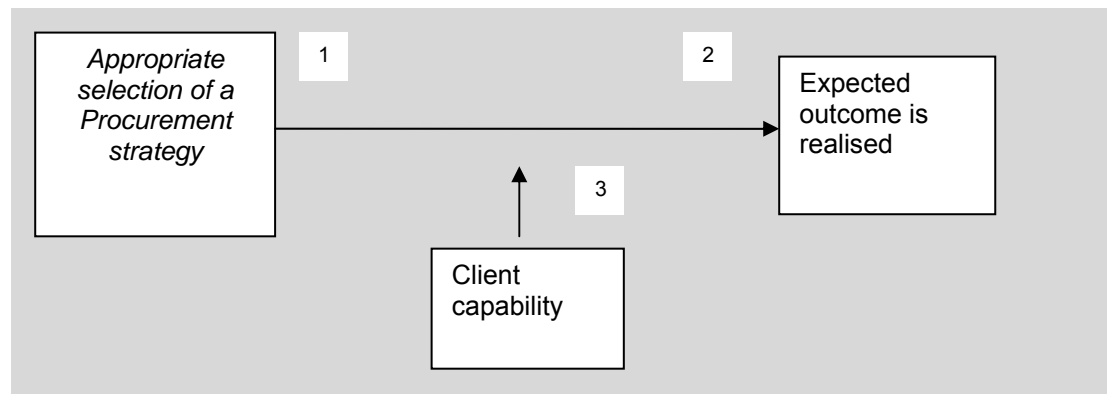 Appropriate
selection of a
Procurement
strategy
1
2
Expected
outcome is
realised
3
Client
capability